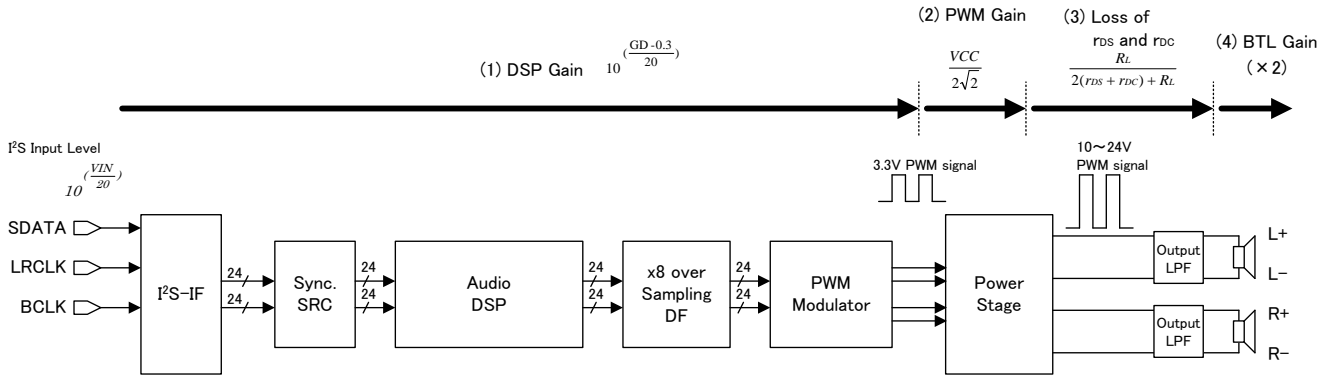 (2) PWM Gain
(3) Loss of
rDS and rDC
(4) BTL Gain
(×2)
(1) DSP Gain 10^(GD-0.3/20)
VCC/2√2
RL/2(rDS + rDC) + RL
I²S Input Level
10^(VIN/20)
3.3V PWM signal
10～24V
PWM signal
SDATA
LRCLK
BCLK
I²S-IF
24
24
Sync.
SRC
24
24
Audio
DSP
24
24
x8 over
Sampling
DF
24
24
PWM
Modulator
Power
Stage
Output
LPF
L+
L-
Output
LPF
R+
R-